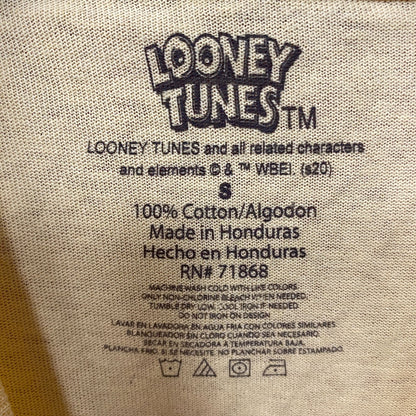 LOONEY
TUNES™
LOONEY TUNES and all related characters
and elements © & ™ WBEI. (s20)
S
100% Cotton/Algodon
Made in Honduras
Hecho en Honduras
RN# 71868
MACHINE WASH COLD WITH LIKE COLORS.
ONLY NON-CHLORINE BLEACH WHEN NEEDED.
TUMBLE DRY LOW. COOL IRON IF NEEDED.
DO NOT IRON ON DESIGN
LAVAR EN LAVADORA EN AGUA FRIA CON COLORES SIMILARES.
BLANQUEADOR SIN CLORO CUANDO SEA NECESARIO.
SECAR EN SECADORA A TEMPERATURA BAJA.
PLANCHA FRIO. SI SE NECESITE. NO PLANCHAR SOBRE ESTAMPADO.